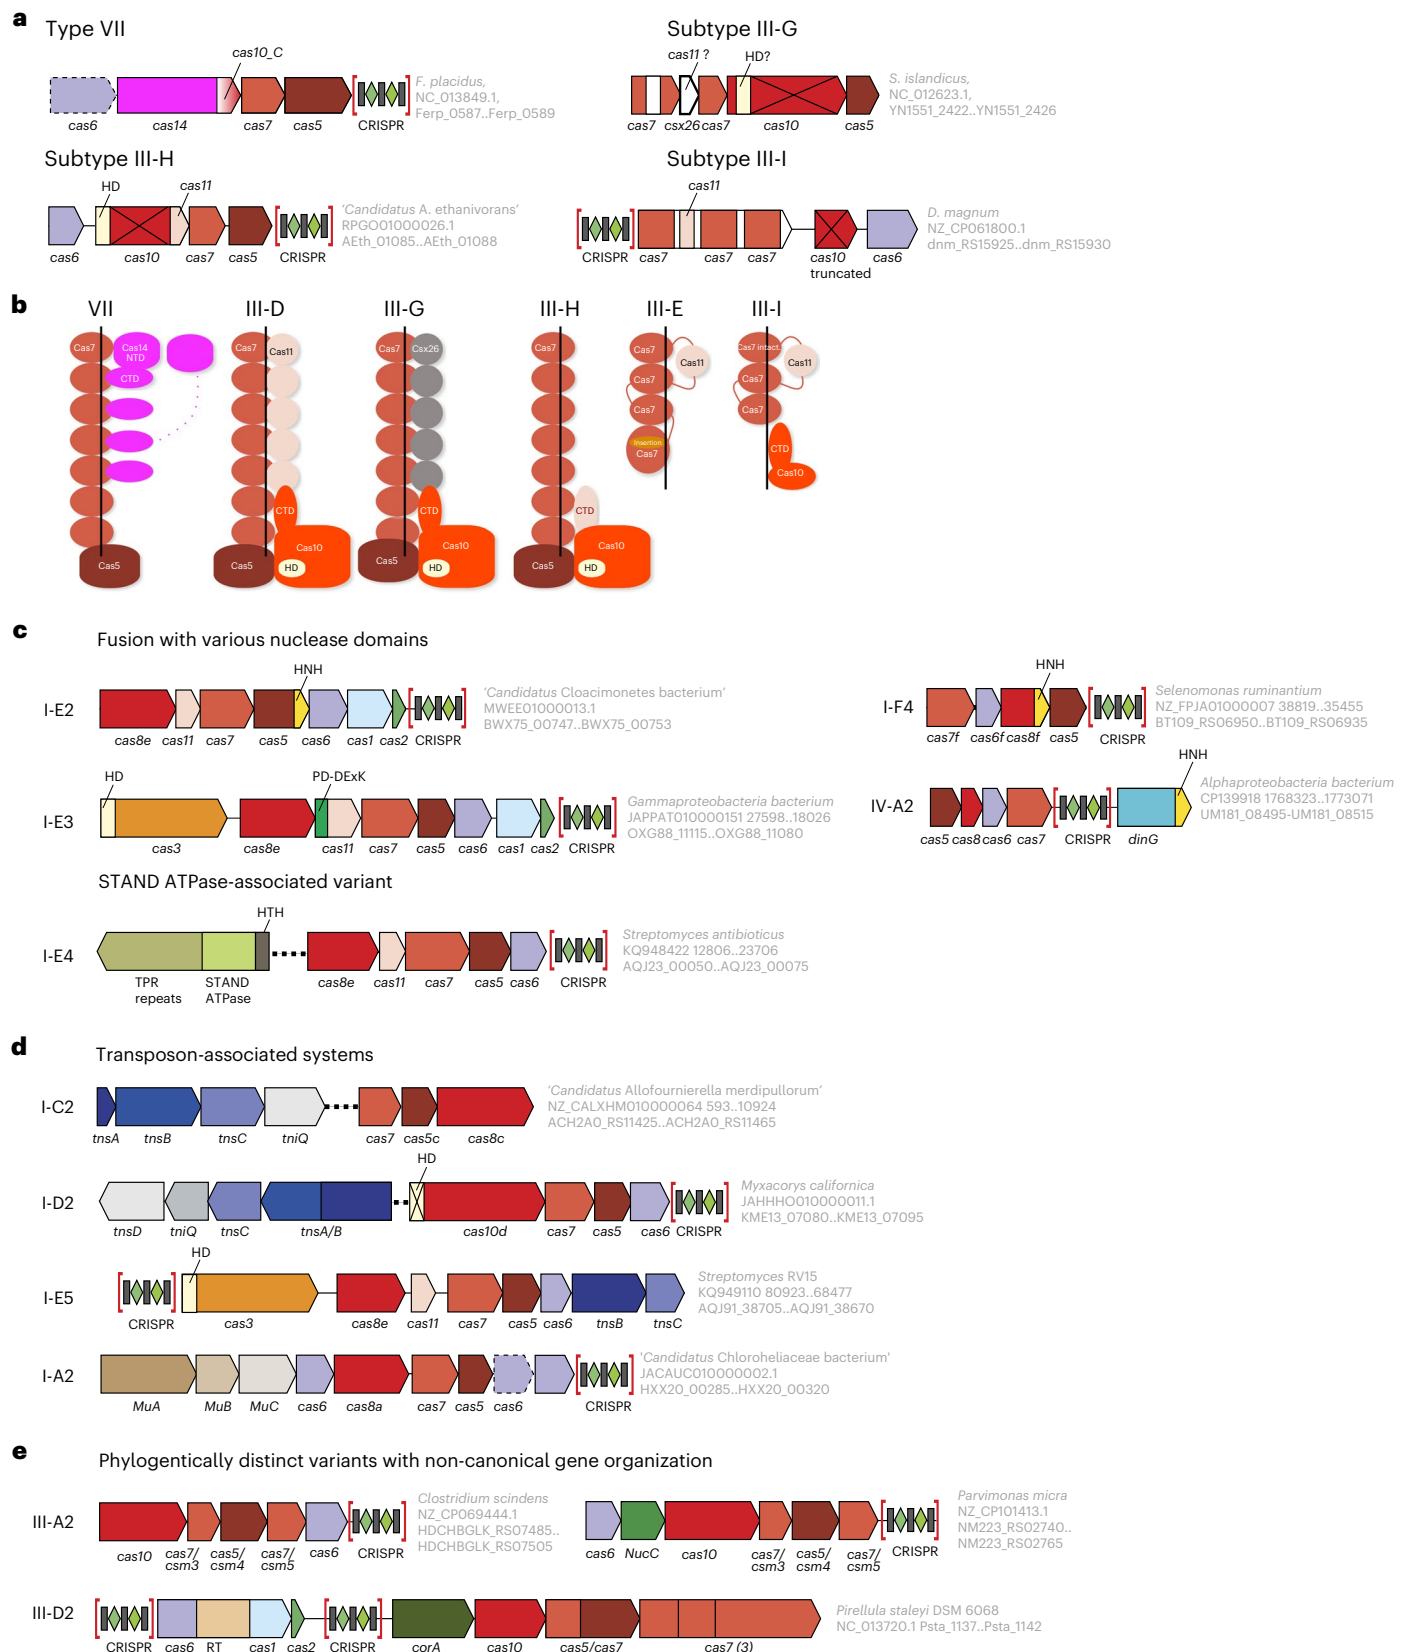 a
Type VII
cas10_C
cas6
cas14
cas7
cas5
CRISPR
F. placidus,
NC_013849.1,
Ferp_0587..Ferp_0589
Subtype III-G
cas11 ?
HD?
cas7
csx26
cas7
cas10
cas5
S. islandicus,
NC_012623.1,
YN1551_2422..YN1551_2426
Subtype III-H
HD
cas11
cas6
cas10
cas7
cas5
CRISPR
'Candidatus A. ethanivorans'
RPGO01000026.1
AEth_01085..AEth_01088
Subtype III-I
cas11
CRISPR
cas7
cas7
cas7
cas10
truncated
cas6
D. magnum
NZ_CP061800.1
dnm_RS15925..dnm_RS15930
b
VII
III-D
III-G
III-H
III-E
III-I
Cas7
Cas14
NTD
CTD
Cas5
Cas7
Cas11
CTD
Cas10
Cas5
HD
Cas7
Csx26
CTD
Cas10
Cas5
HD
Cas7
CTD
Cas10
Cas5
HD
Cas7
Cas11
Cas7
Cas7
Insertion
Cas7
Cas7 intact.
Cas11
Cas7
Cas7
CTD
Cas10
c
Fusion with various nuclease domains
I-E2
HNH
cas8e
cas11
cas7
cas5
cas6
cas1
cas2
CRISPR
'Candidatus Cloacimonetes bacterium'
MWEE01000013.1
BWX75_00747..BWX75_00753
I-F4
HNH
cas7f
cas6f
cas8f
cas5
CRISPR
Selenomonas ruminantium
NZ_FPJA01000007 38819..35455
BT109_RS06950..BT109_RS06935
I-E3
HD
PD-DExK
cas3
cas8e
cas11
cas7
cas5
cas6
cas1
cas2
CRISPR
Gammaproteobacteria bacterium
JAPPAT010000151 27598..18026
OXG88_11115..OXG88_11080
IV-A2
HNH
cas5
cas8
cas6
cas7
CRISPR
dinG
Alphaproteobacteria bacterium
CP139918 1768323..1773071
UM181_08495-UM181_08515
STAND ATPase-associated variant
I-E4
HTH
TPR
repeats
STAND
ATPase
cas8e
cas11
cas7
cas5
cas6
CRISPR
Streptomyces antibioticus
KQ948422 12806..23706
AQJ23_00050..AQJ23_00075
d
Transposon-associated systems
I-C2
tnsA
tnsB
tnsC
tniQ
cas7
cas5c
cas8c
'Candidatus Allofournierella merdipullorum'
NZ_CALXHM010000064 593..10924
ACH2A0_RS11425..ACH2A0_RS11465
I-D2
HD
tnsD
tniQ
tnsC
tnsA/B
cas10d
cas7
cas5
cas6
CRISPR
Myxacorys californica
JAHHHO010000011.1
KME13_07080..KME13_07095
I-E5
HD
CRISPR
cas3
cas8e
cas11
cas7
cas5
cas6
tnsB
tnsC
Streptomyces RV15
KQ949110 80923..68477
AQJ91_38705..AQJ91_38670
I-A2
MuA
MuB
MuC
cas6
cas8a
cas7
cas5
cas6
CRISPR
'Candidatus Chloroheliaceae bacterium'
JACAUC010000002.1
HXX20_00285..HXX20_00320
e
Phylogentically distinct variants with non-canonical gene organization
III-A2
cas10
cas7/
csm3
cas5/
csm4
cas7/
csm5
cas6
CRISPR
Clostridium scindens
NZ_CP069444.1
HDCHBGLK_RS07485..
HDCHBGLK_RS07505
cas6
NucC
cas10
cas7/
csm3
cas5/
csm4
cas7/
csm5
CRISPR
Parvimonas micra
NZ_CP101413.1
NM223_RS02740..
NM223_RS02765
III-D2
CRISPR
cas6
RT
cas1
cas2
CRISPR
corA
cas10
cas5/cas7
cas7 (3)
Pirellula staleyi DSM 6068
NC_013720.1 Psta_1137..Psta_1142